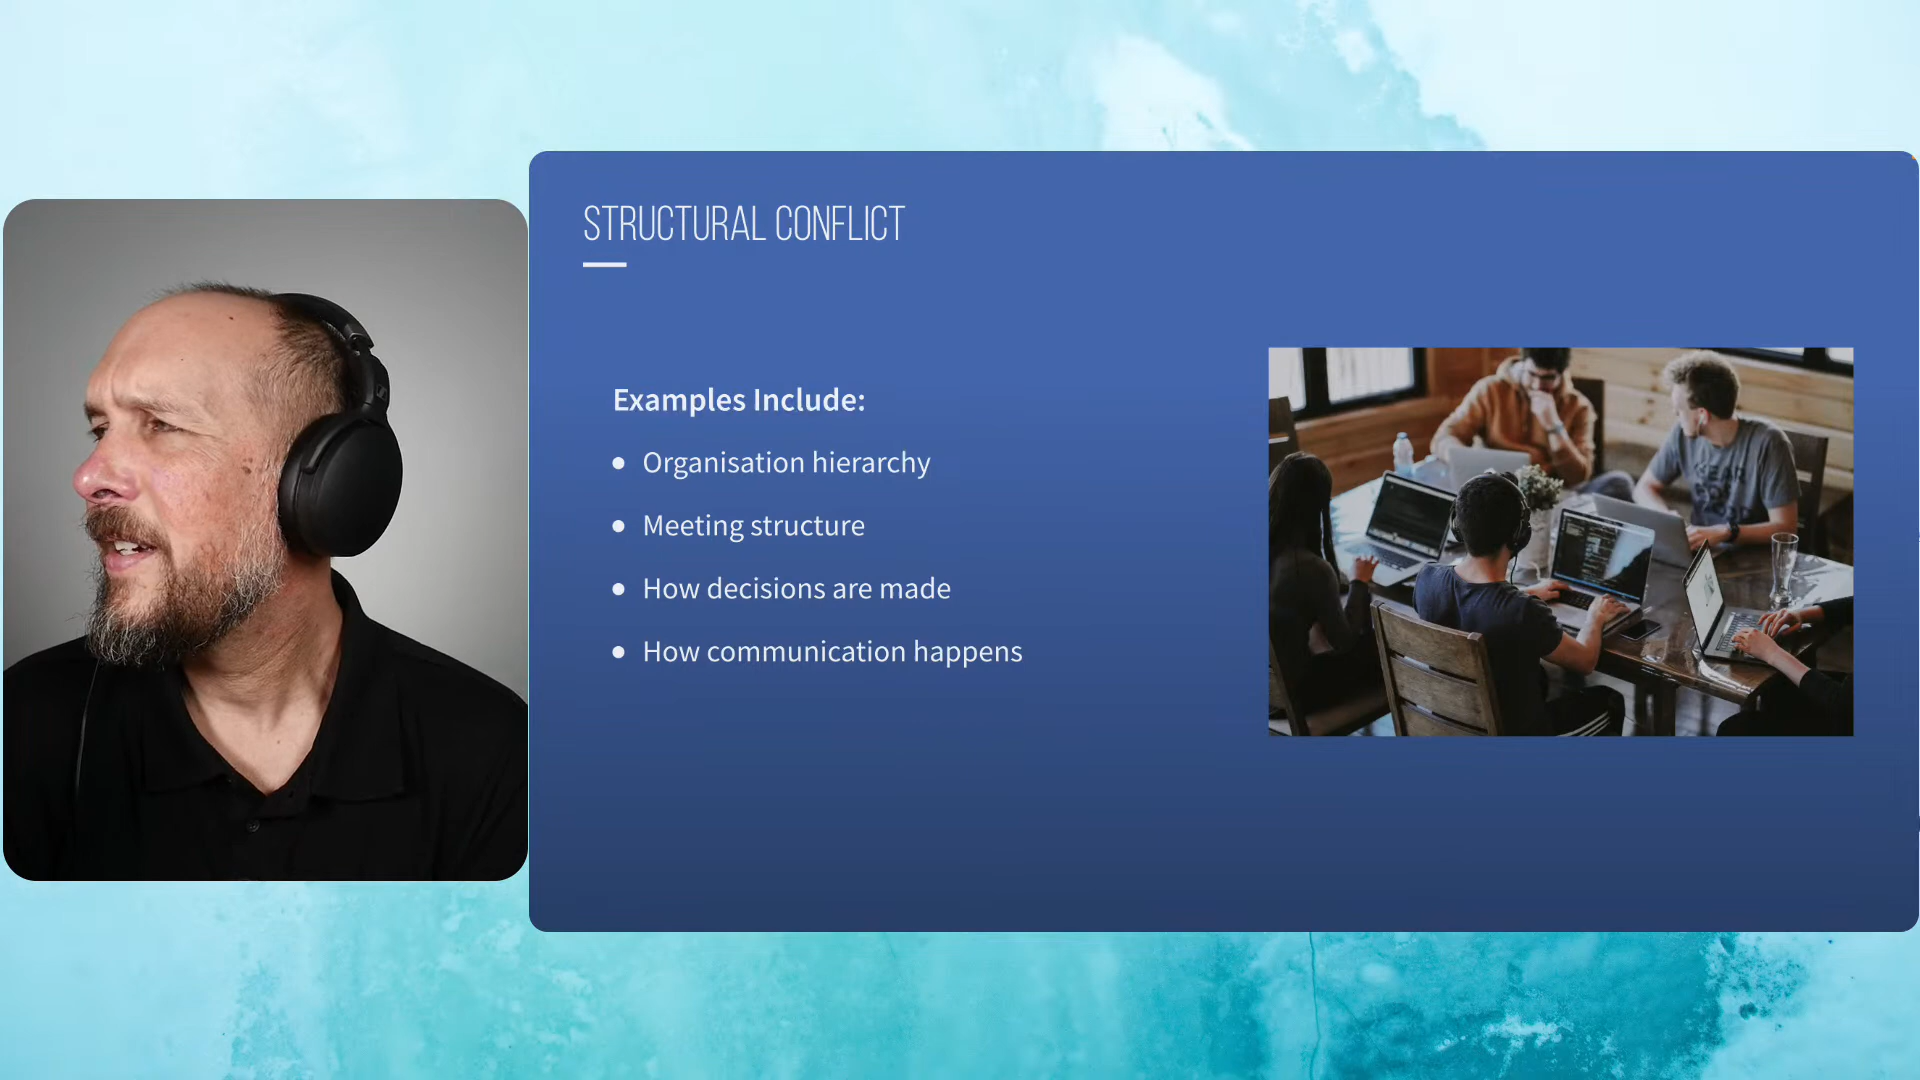 STRUCTURAL CONFLICT
Examples Include:
Organisation hierarchy
Meeting structure
How decisions are made
How communication happens